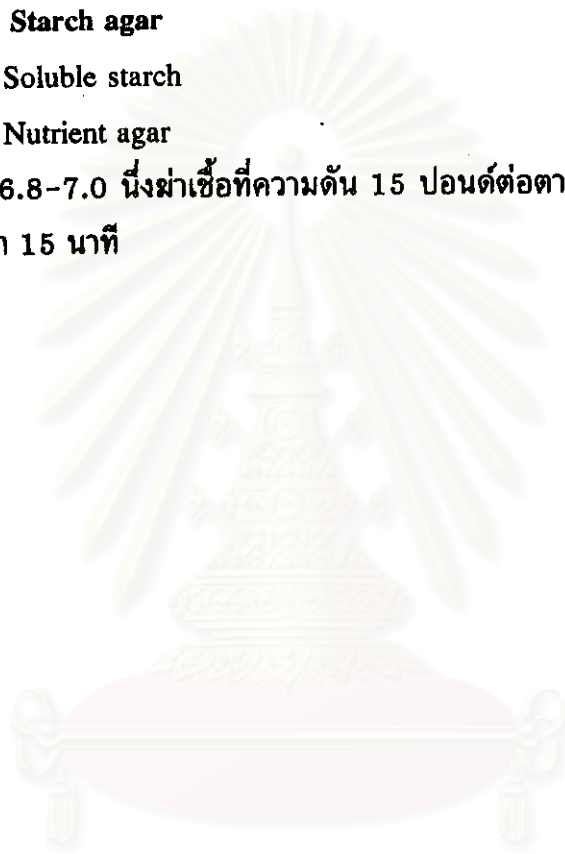 Starch agar
Soluble starch
Nutrient agar
6.8-7.0 นึ่งฆ่าเชื้อที่ความดัน 15 ปอนด์ต่อตา
15 นาที